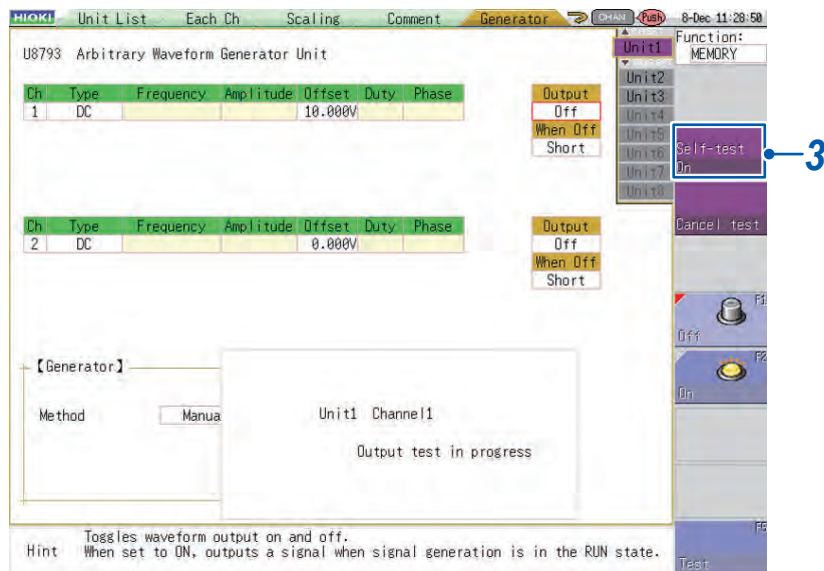 HIOKI Unit List Each Ch Scaling Comment Generator CHAN Push 8-Dec 11:28:50
Function:
MEMORY
U8793 Arbitrary Waveform Generator Unit
Unit1
Unit2
Unit3
Unit4
Unit5
Unit6
Unit7
Unit8
Ch Type Frequency Amplitude Offset Duty Phase
1 DC 10.000V
Output
Off
When Off
Short
Self-test
On
3
Cancel test
Ch Type Frequency Amplitude Offset Duty Phase
2 DC 0.000V
Output
Off
When Off
Short
F1
Off
F2
On
【Generator】
Method Manua
Unit1 Channel1
Output test in progress
Hint
Toggles waveform output on and off.
When set to ON, outputs a signal when signal generation is in the RUN state.
Test